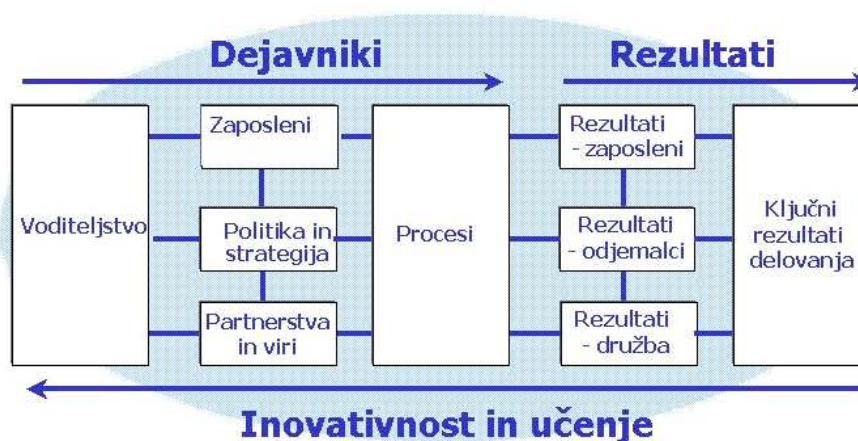 Dejavniki
Rezultati
Voditeljstvo
Zaposleni
Politika in
strategija
Partnerstva
in viri
Procesi
Rezultati
- zaposleni
Rezultati
- odjemalci
Rezultati
- družba
Ključni
rezultati
delovanja
Inovativnost in učenje